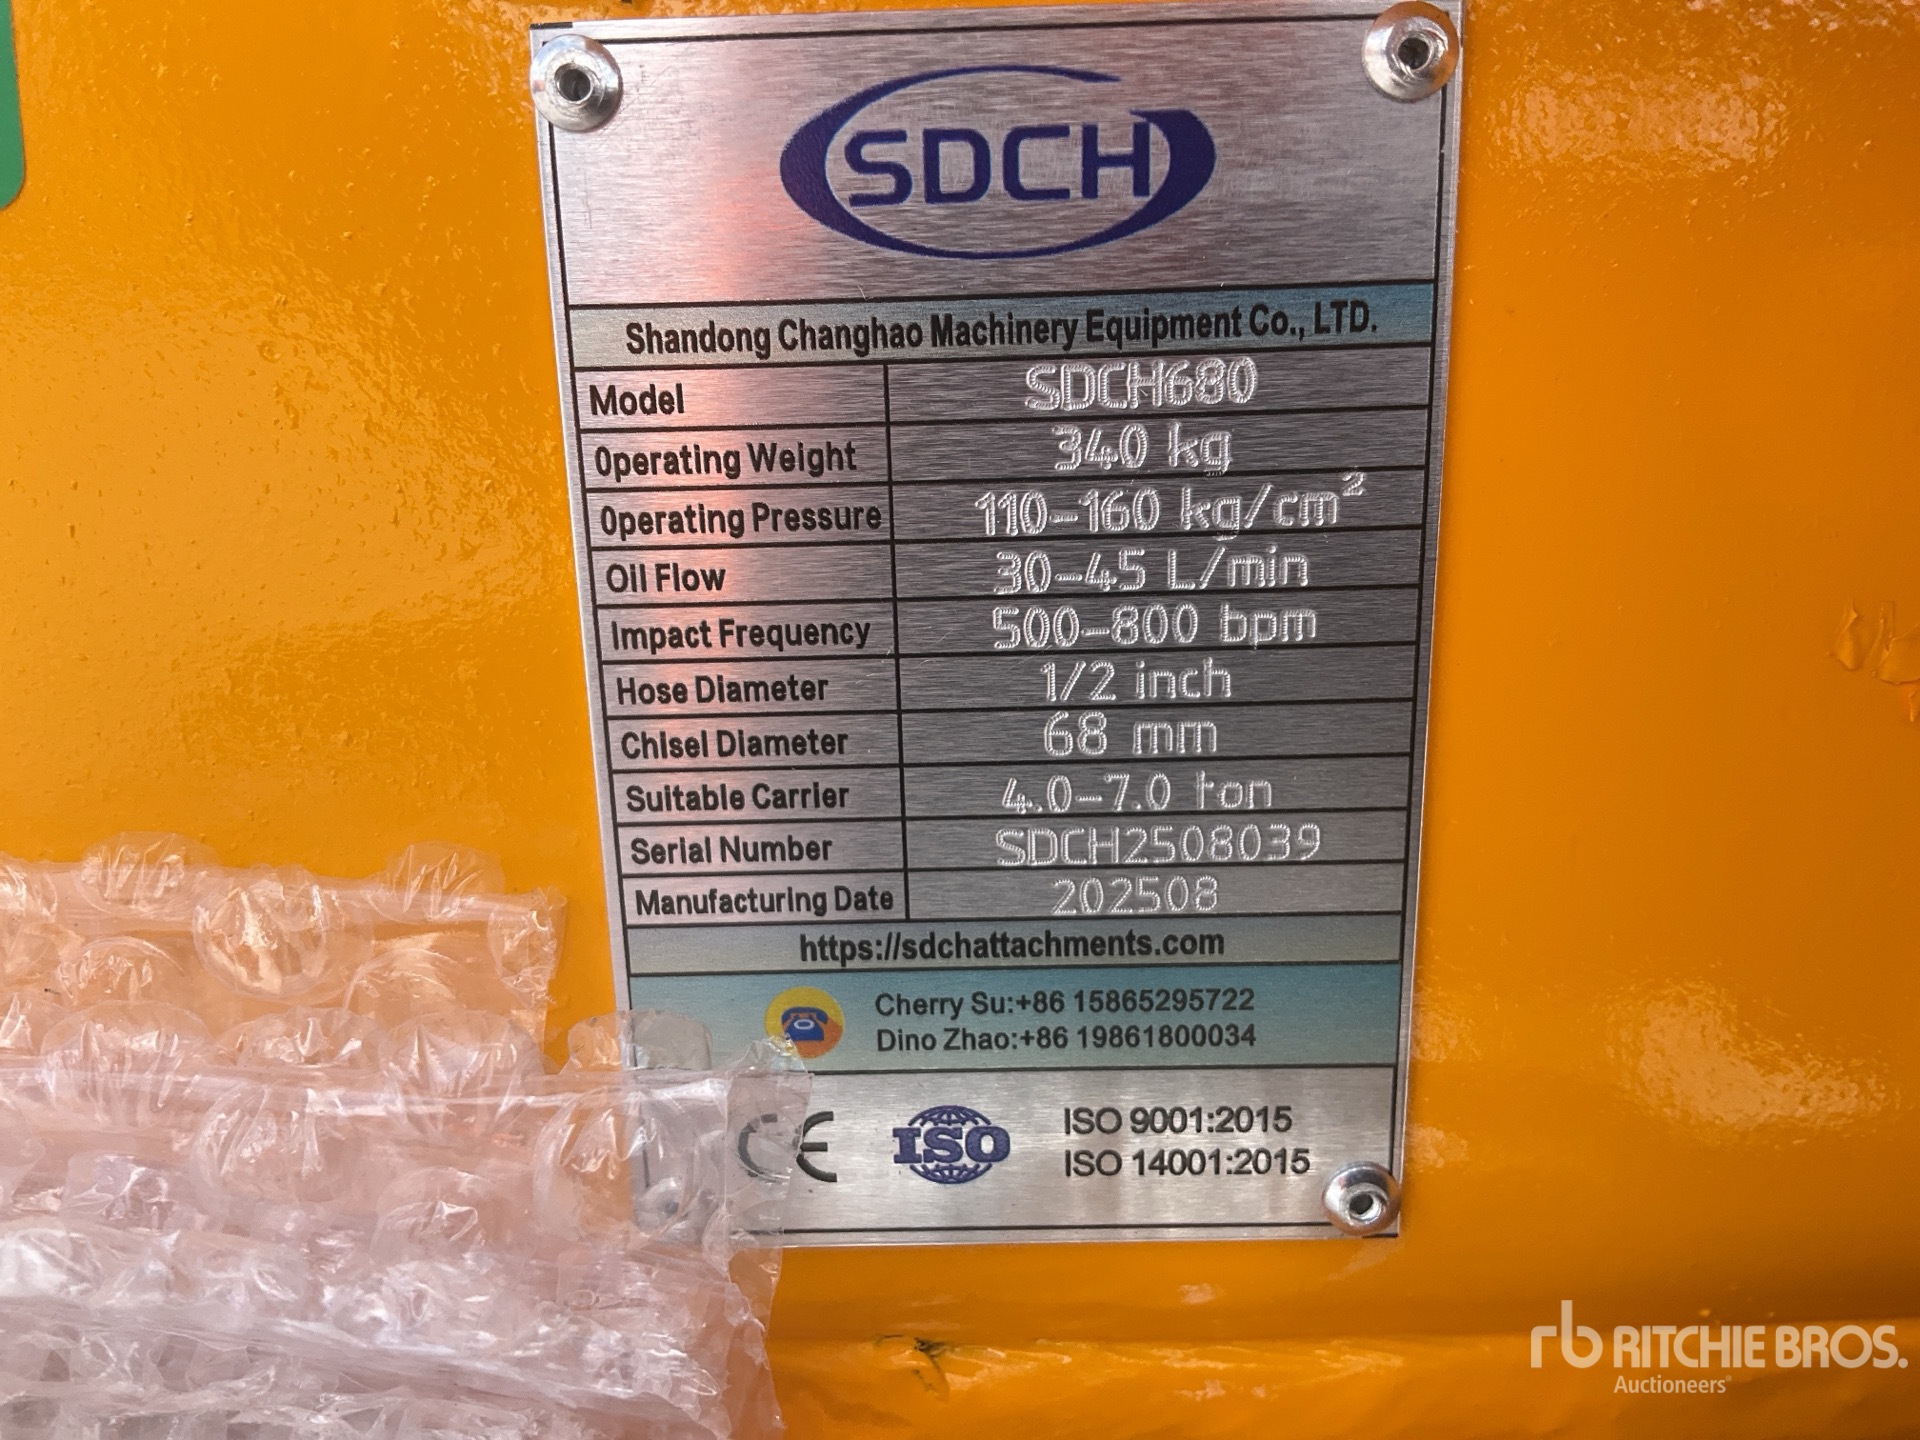 SDCH
Shandong Changhao Machinery Equipment Co., LTD.
Model SDCH680
Operating Weight 340 kg
Operating Pressure 110-160 kg/cm²
Oil Flow 30-45 L/min
Impact Frequency 500-800 bpm
Hose Diameter 1/2 inch
Chisel Diameter 68 mm
Suitable Carrier 4.0-7.0 ton
Serial Number SDCH2508039
Manufacturing Date 202508
https://sdchattachments.com
Cherry Su:+86 15865295722
Dino Zhao:+86 19861800034
CE ISO ISO 9001:2015
ISO 14001:2015
rb RITCHIE BROS.
Auctioneers